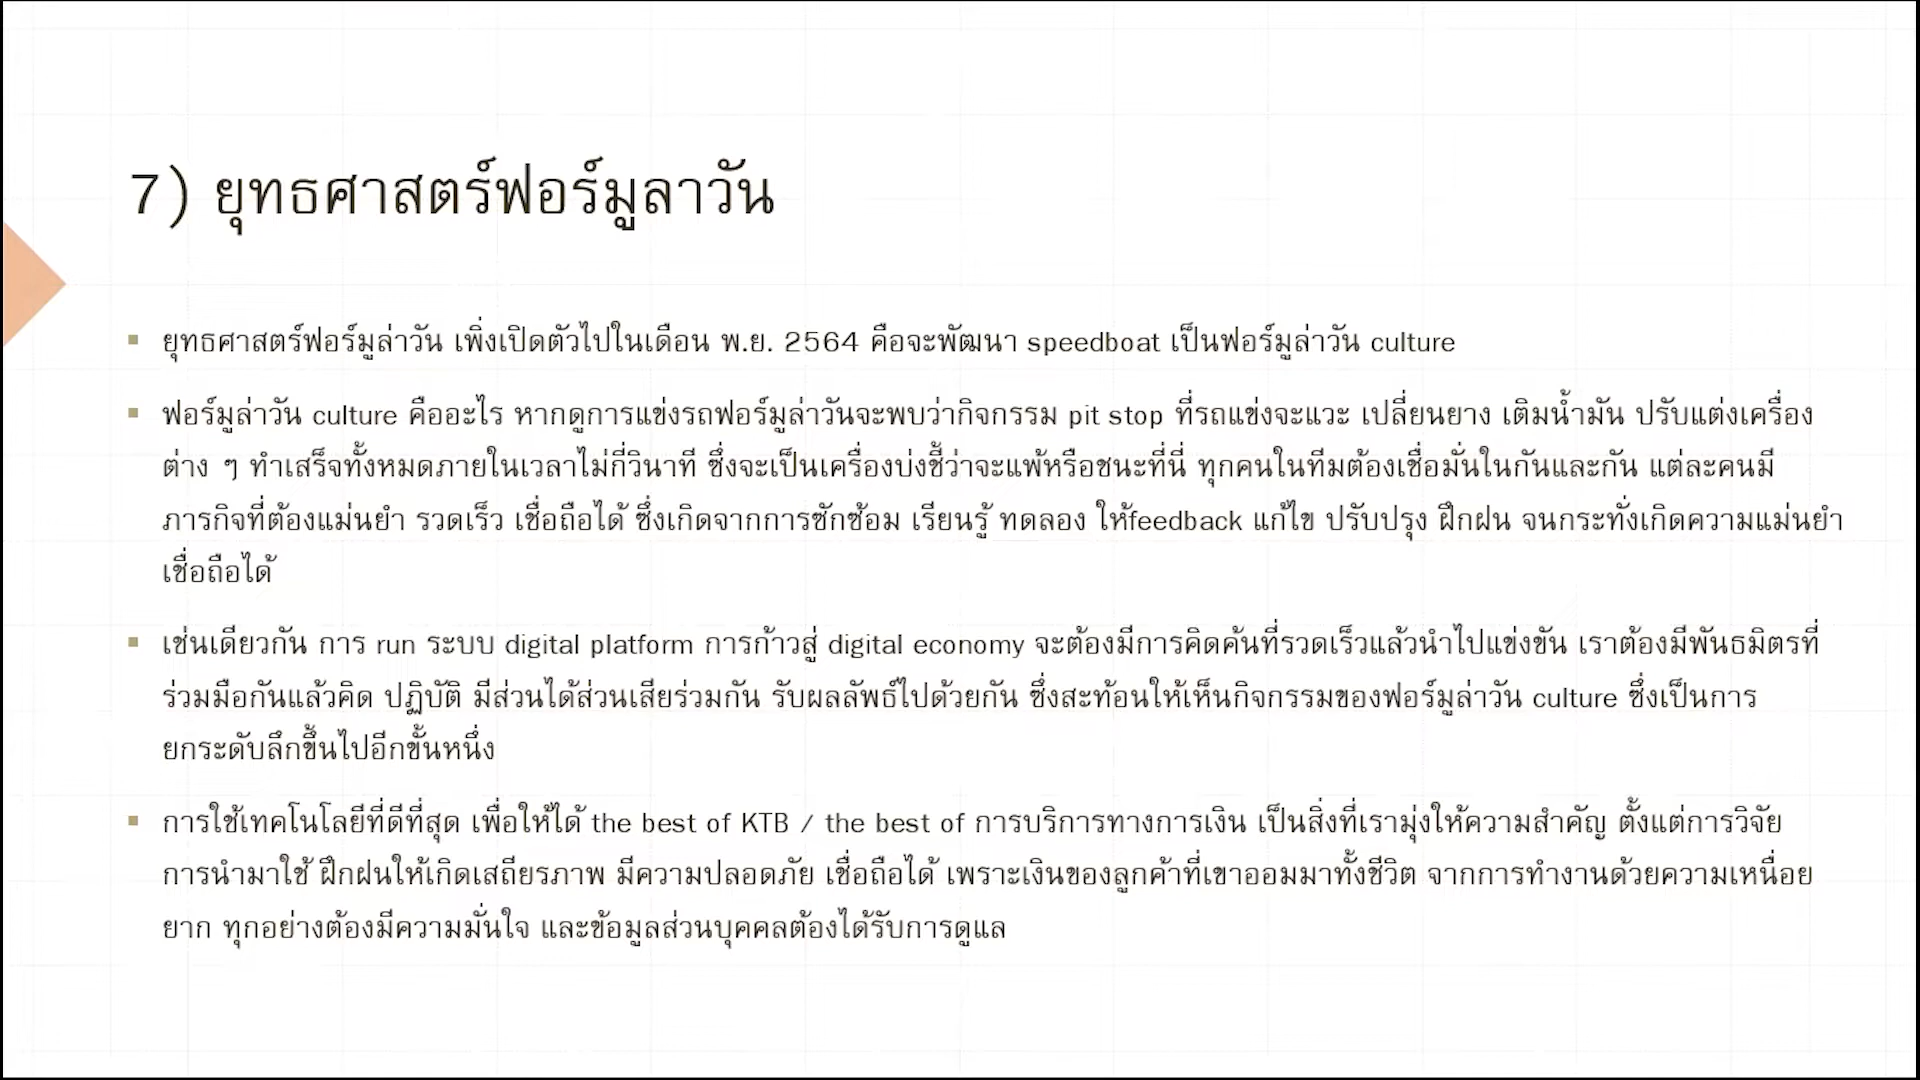 7) ยุทธศาสตร์ฟอร์มูลาวัน
ยุทธศาสตร์ฟอร์มูล่าวัน เพิ่งเปิดตัวไปในเดือน พ.ย. 2564 คือจะพัฒนา speedboat เป็นฟอร์มูล่าวัน culture
ฟอร์มูล่าวัน culture คืออะไร หากดูการแข่งรถฟอร์มูล่าวันจะพบว่ากิจกรรม pit stop ที่รถแข่งจะแวะ เปลี่ยนยาง เติมน้ำมัน ปรับแต่งเครื่อง
ต่าง ๆ ทำเสร็จทั้งหมดภายในเวลาไม่กี่วินาที ซึ่งจะเป็นเครื่องบ่งชี้ว่าจะแพ้หรือชนะที่นี่ ทุกคนในทีมต้องเชื่อมั่นในกันและกัน แต่ละคนมี
ภารกิจที่ต้องแม่นยำ รวดเร็ว เชื่อถือได้ ซึ่งเกิดจากการซักซ้อม เรียนรู้ ทดลอง ให้feedback แก้ไข ปรับปรุง ฝึกฝน จนกระทั่งเกิดความแม่นยำ
เชื่อถือได้
เช่นเดียวกัน การ run ระบบ digital platform การก้าวสู่ digital economy จะต้องมีการคิดค้นที่รวดเร็วแล้วนำไปแข่งขัน เราต้องมีพันธมิตรที่
ร่วมมือกันแล้วคิด ปฏิบัติ มีส่วนได้ส่วนเสียร่วมกัน รับผลลัพธ์ไปด้วยกัน ซึ่งสะท้อนให้เห็นกิจกรรมของฟอร์มูล่าวัน culture ซึ่งเป็นการ
ยกระดับลึกขึ้นไปอีกขั้นหนึ่ง
การใช้เทคโนโลยีที่ดีที่สุด เพื่อให้ได้ the best of KTB / the best of การบริการทางการเงิน เป็นสิ่งที่เรามุ่งให้ความสำคัญ ตั้งแต่การวิจัย
การนำมาใช้ ฝึกฝนให้เกิดเสถียรภาพ มีความปลอดภัย เชื่อถือได้ เพราะเงินของลูกค้าที่เขาออมมาทั้งชีวิต จากการทำงานด้วยความเหนื่อย
ยาก ทุกอย่างต้องมีความมั่นใจ และข้อมูลส่วนบุคคลต้องได้รับการดูแล